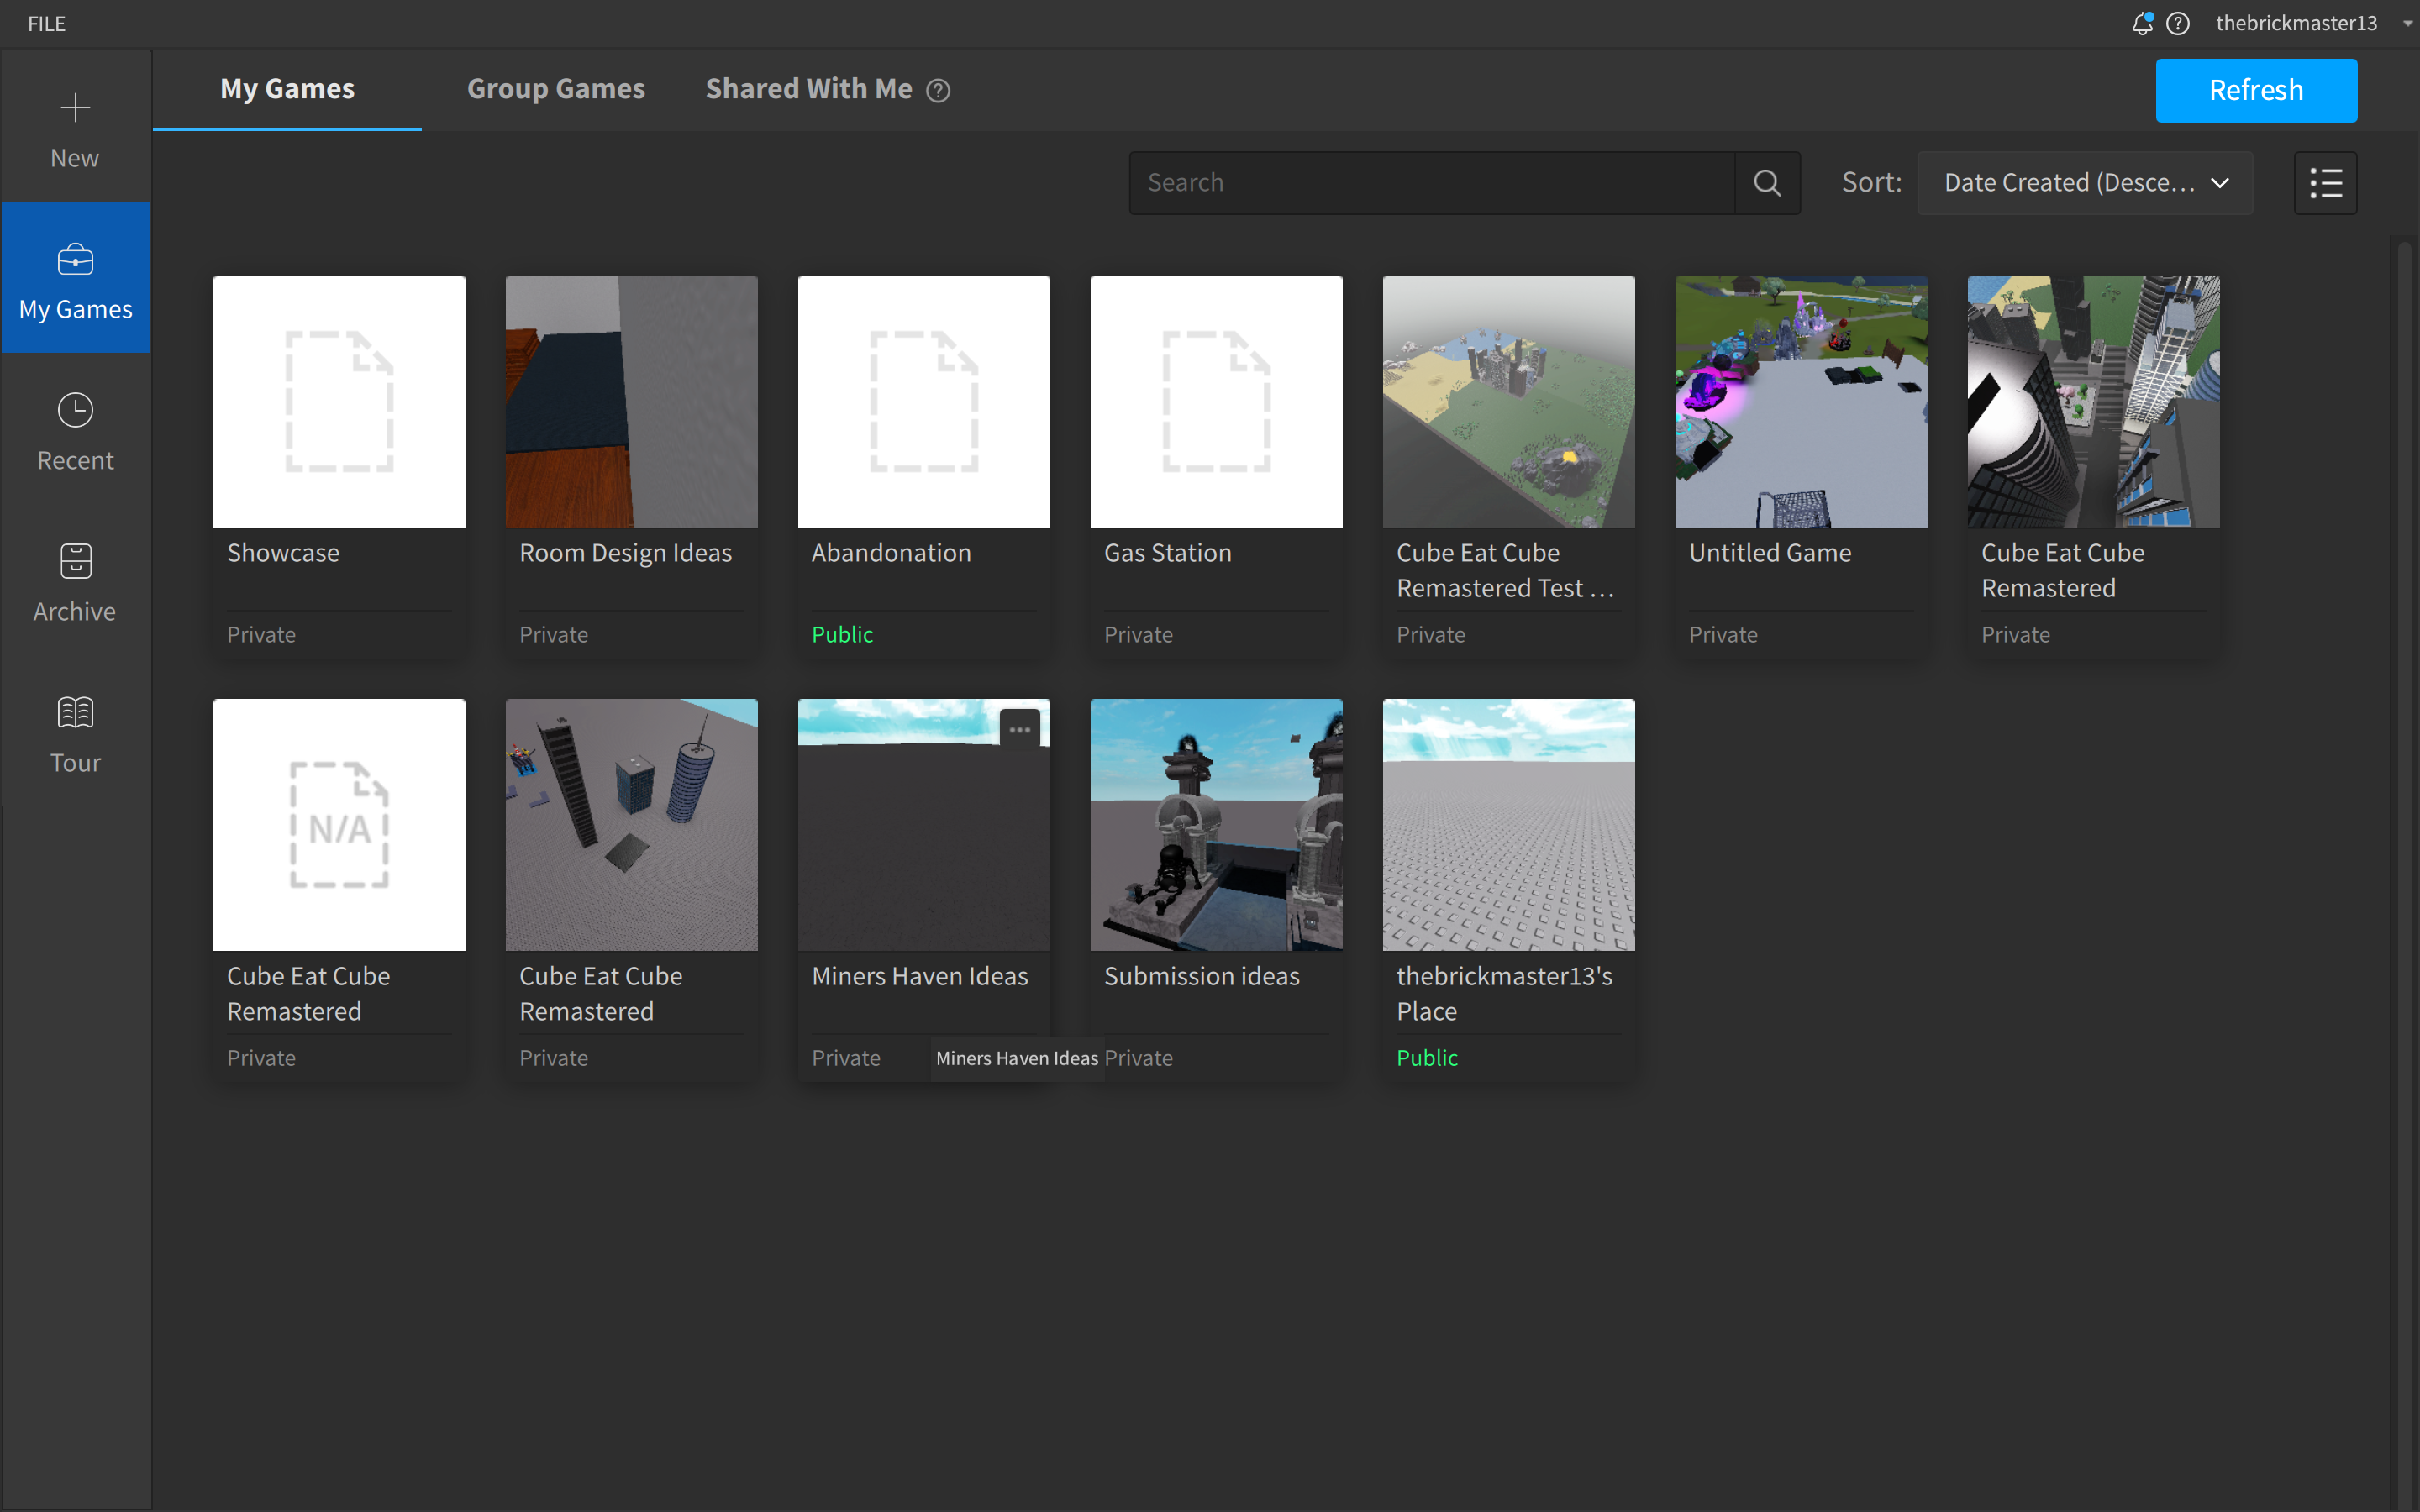 FILE
thebrickmaster13
My Games
Group Games
Shared With Me
Refresh
New
Search
Sort:
Date Created (Desce...
My Games
Recent
Archive
Tour
Showcase
Private
Room Design Ideas
Private
Abandonation
Public
Gas Station
Private
Cube Eat Cube
Remastered Test ...
Private
Untitled Game
Private
Cube Eat Cube
Remastered
Private
N/A
Cube Eat Cube
Remastered
Private
Cube Eat Cube
Remastered
Private
Miners Haven Ideas
Private
Miners Haven Ideas
Submission ideas
Private
thebrickmaster13's
Place
Public